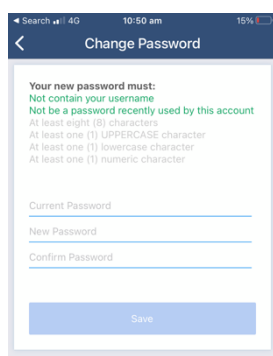 Search 4G 10:50 am 15%
Change Password
Your new password must:
Not contain your username
Not be a password recently used by this account
At least eight (8) characters
At least one (1) UPPERCASE character
At least one (1) lowercase character
At least one (1) numeric character
Current Password
New Password
Confirm Password
Save